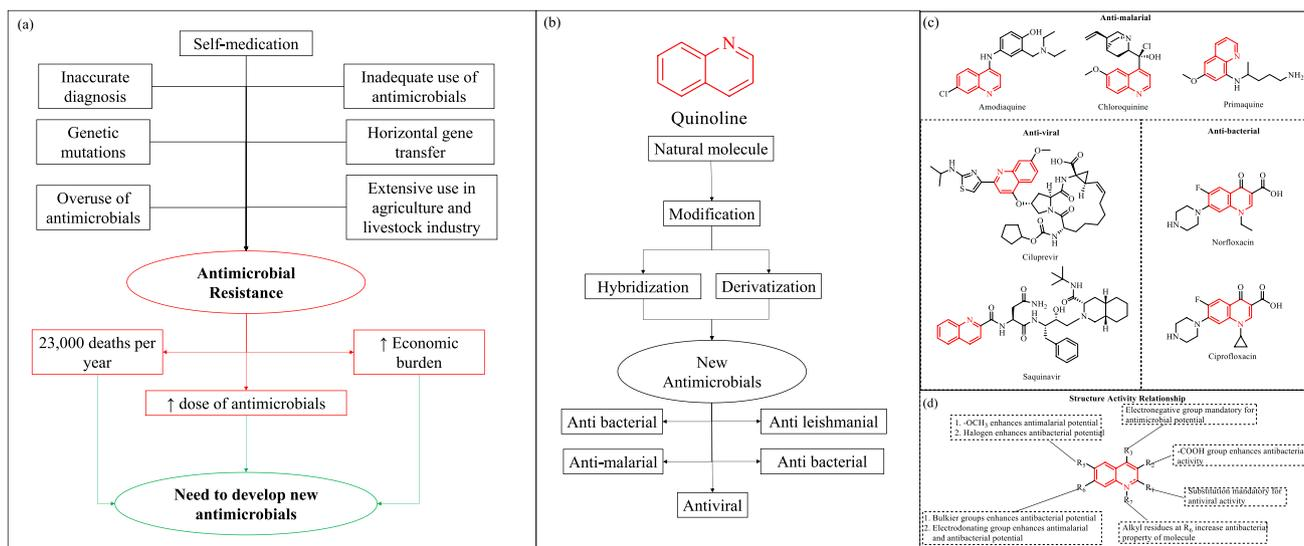 (a)
Self-medication
Inaccurate
diagnosis
Inadequate use of
antimicrobials
Genetic
mutations
Horizontal gene
transfer
Overuse of
antimicrobials
Extensive use in
agriculture and
livestock industry
Antimicrobial
Resistance
23,000 deaths per
year
↑ Economic
burden
↑ dose of antimicrobials
Need to develop new
antimicrobials
(b)
N
Quinoline
Natural molecule
Modification
Hybridization
Derivatization
New
Antimicrobials
Anti bacterial
Anti leishmanial
Anti-malarial
Anti bacterial
Antiviral
(c)
Anti-malarial
Amodiaquine
Chloroquinine
Primaquine
Anti-viral
Ciluprevir
Saquinavir
Anti-bacterial
Norfloxacin
Ciprofloxacin
(d)
Structure Activity Relationship
1. -OCH3 enhances antimalarial potential
2. Halogen enhances antibacterial potential
Electronegative group mandatory for
antimicrobial potential
-COOH group enhances antibacteria
activity
Substitution mandatory for
antiviral activity
Alkyl residues at R6 increase antibacteria
property of molecule
1. Bulkier groups enhances antibacterial potential
2. Electrodonating group enhances antimalarial
and antibacterial potential